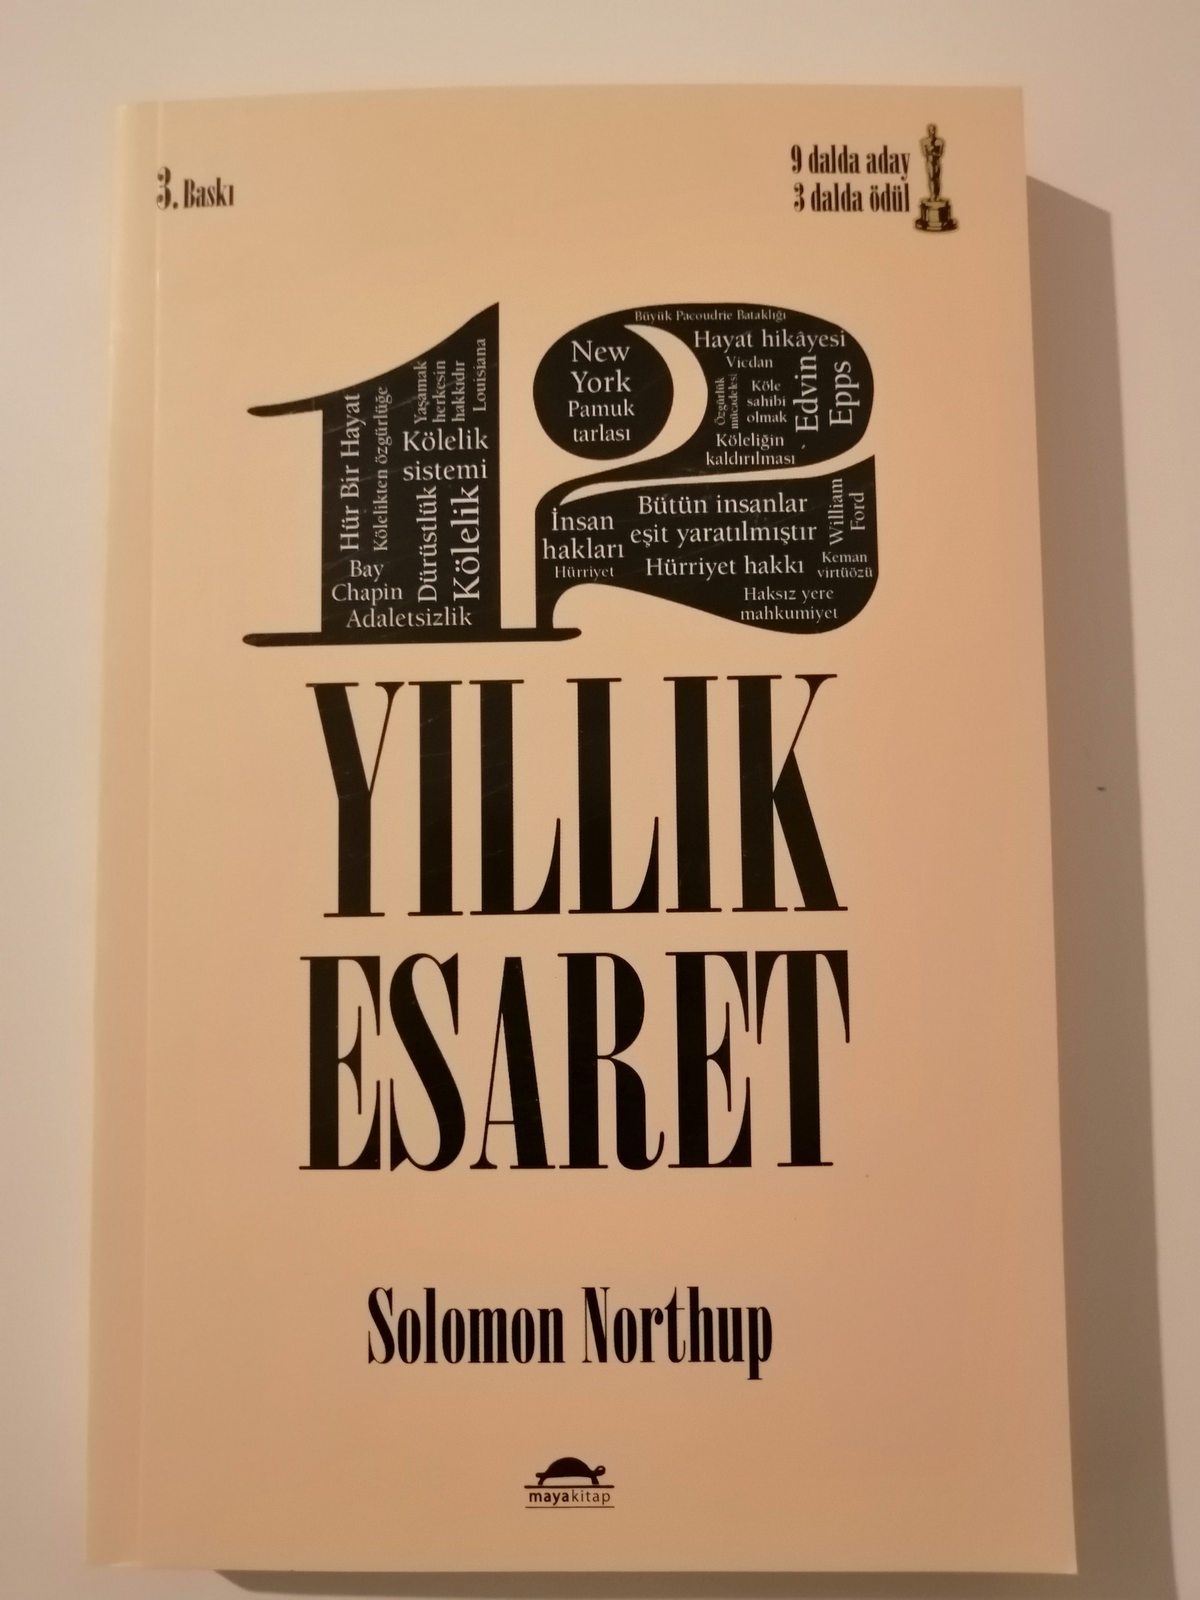 3. Baskı
9 dalda aday
3 dalda ödül
12
Hür Bir Hayat
Kölelikten özgürlüğe
Yaşamak
herkesin
hakkıdır
Louisiana
Kölelik
sistemi
Dürüstlük
Kölelik
Bay
Chapin
Adaletsizlik
New
York
Pamuk
tarlası
Büyük Pacoudrie Bataklığı
Hayat hikâyesi
Vicdan
Özgürlük
mücadelesi
Köle
sahibi
olmak
Edvin
Epps
Köleliğin
kaldırılması
İnsan
hakları
Hürriyet
Bütün insanlar
eşit yaratılmıştır
Hürriyet hakkı
William
Ford
Keman
virtüözü
Haksız yere
mahkumiyet
YILLIK
ESARET
Solomon Northup
mayakitap